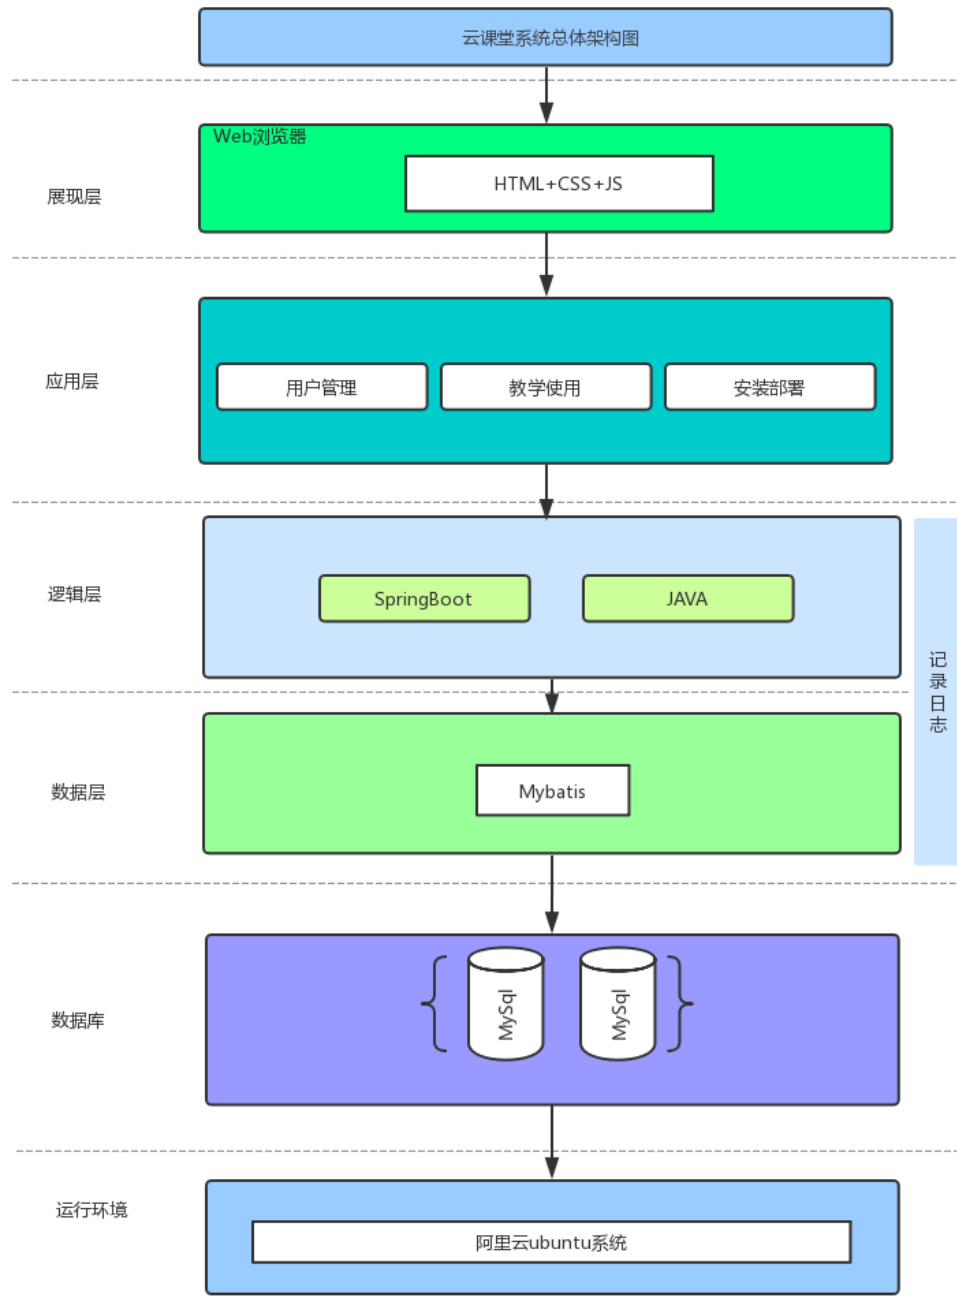 云课堂系统总体架构图
Web浏览器
HTML+CSS+JS
展现层
应用层
用户管理
教学使用
安装部署
逻辑层
SpringBoot
JAVA
记录日志
数据层
Mybatis
数据库
MySql
MySql
运行环境
阿里云ubuntu系统